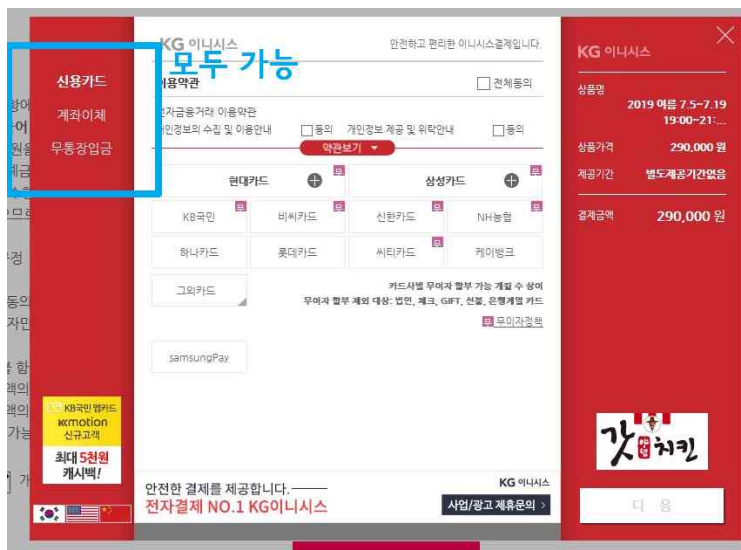 KG 이니시스
안전하고 편리한 이니시스결제입니다.
모두 가능
신용카드
계좌이체
무통장입금
이용약관
전체동의
전자금융거래 이용약관
개인정보의 수집 및 이용안내
동의
개인정보 제공 및 위탁안내
동의
약관보기
현대카드
무
삼성카드
무
KB국민
무
비씨카드
무
신한카드
무
NH농협
무
하나카드
롯데카드
씨티카드
무
케이뱅크
그외카드
카드사별 무이자 할부 가능 개월 수 상이
무이자 할부 제외 대상: 법인, 체크, GIFT, 선불, 은행계열 카드
무 무이자정책
samsungPay
KB국민 앱카드
신규고객
최대 5천원
캐시백!
안전한 결제를 제공합니다.
전자결제 NO.1 KG이니시스
KG 이니시스
사업/광고 제휴문의 >
KG 이니시스
상품명
2019 여름 7.5~7.19
19:00~21:...
상품가격
290,000 원
제공기간
별도제공기간없음
결제금액
290,000 원
갓
치킨
다 음